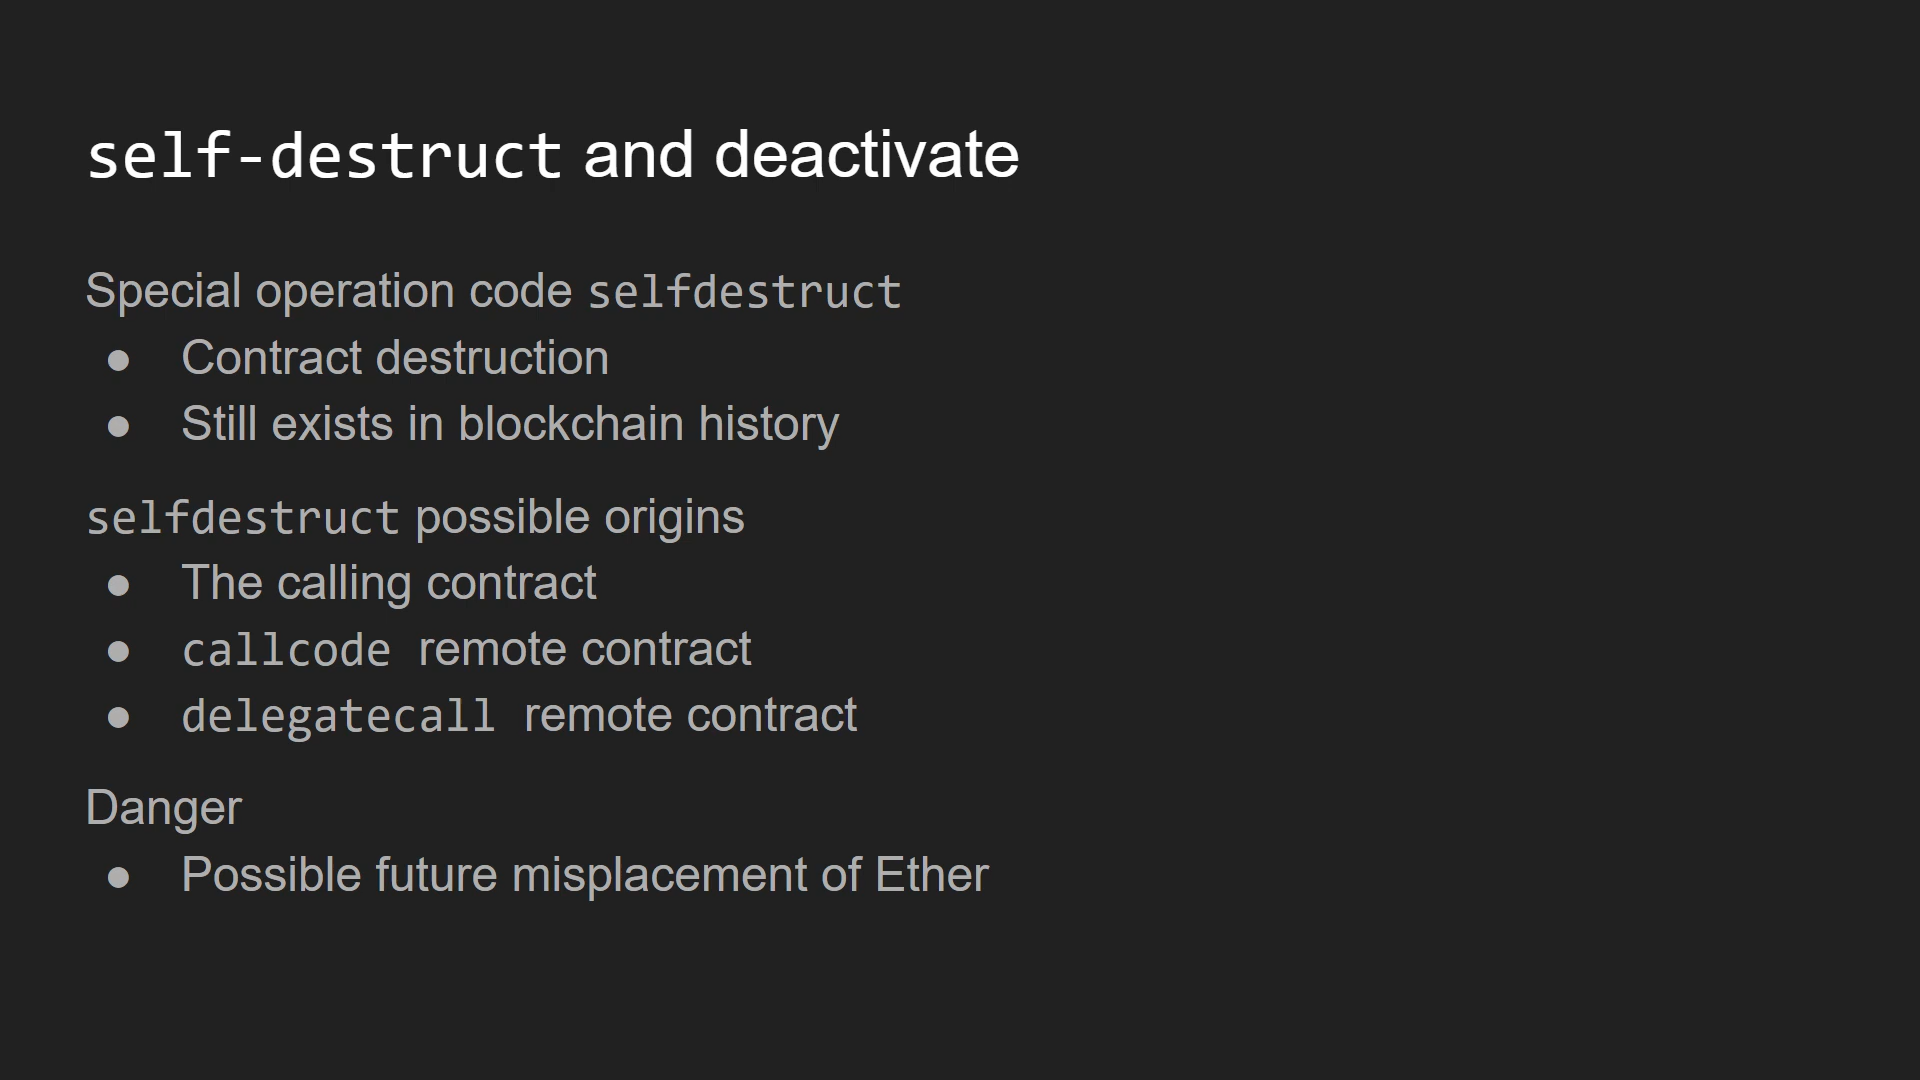 self-destruct and deactivate
Special operation code selfdestruct
● Contract destruction
● Still exists in blockchain history
selfdestruct possible origins
● The calling contract
● callcode remote contract
● delegatecall remote contract
Danger
● Possible future misplacement of Ether